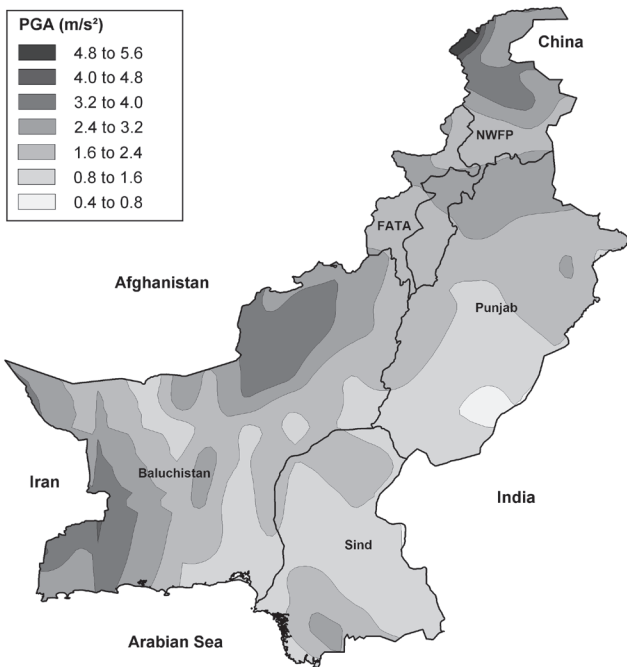 PGA (m/s²)
4.8 to 5.6
4.0 to 4.8
3.2 to 4.0
2.4 to 3.2
1.6 to 2.4
0.8 to 1.6
0.4 to 0.8
China
NWFP
FATA
Afghanistan
Punjab
Baluchistan
Iran
India
Sind
Arabian Sea